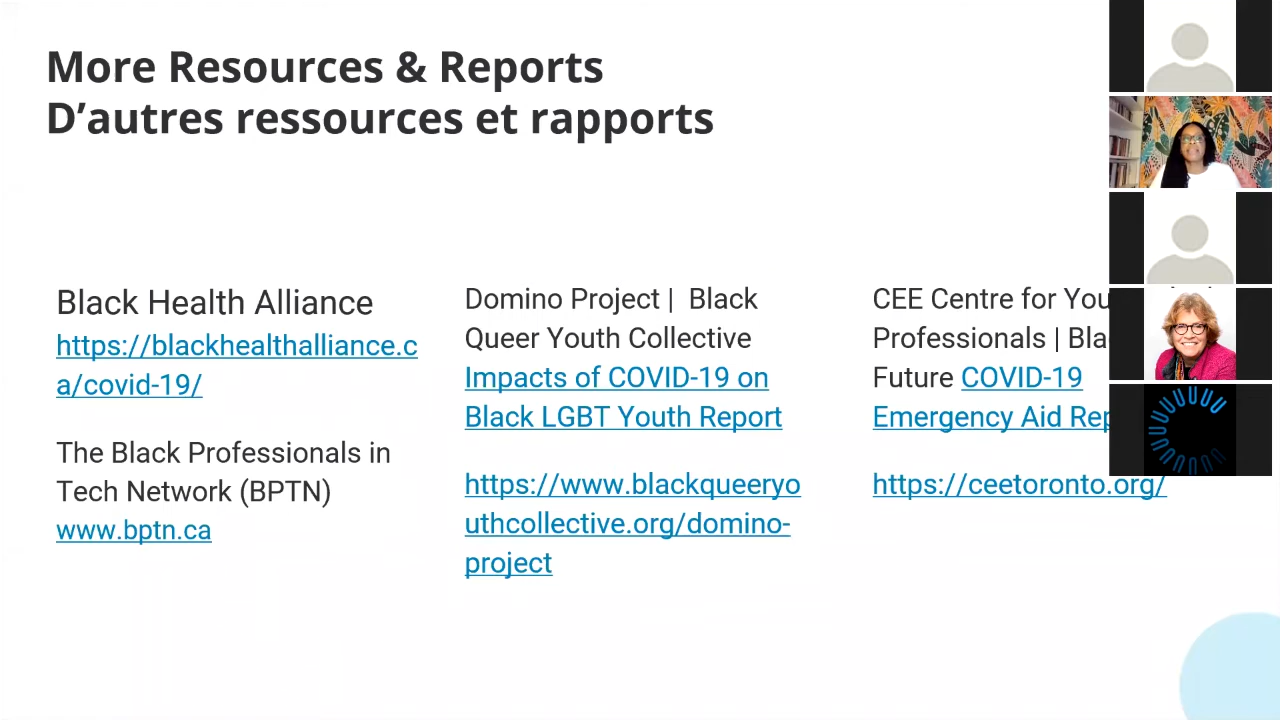 More Resources & Reports
D’autres ressources et rapports
Black Health Alliance
https://blackhealthalliance.c
a/covid-19/
The Black Professionals in
Tech Network (BPTN)
www.bptn.ca
Domino Project | Black
Queer Youth Collective
Impacts of COVID-19 on
Black LGBT Youth Report
https://www.blackqueeryo
uthcollective.org/domino-
project
CEE Centre for
Professionals |
Future COVID-19
Emergency Aid
https://ceetoronto.org/